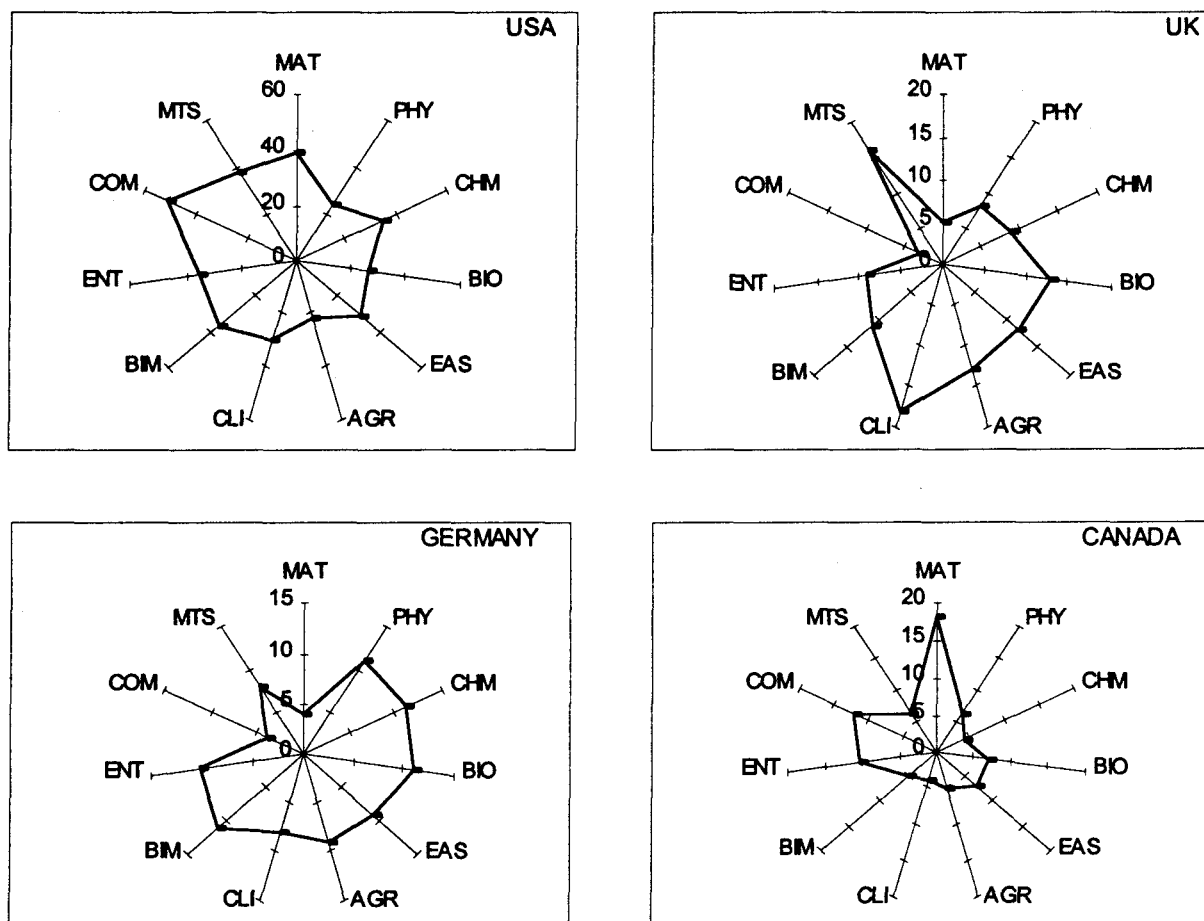 USA
MAT
60
MTS
PHY
40
COM
CHM
20
0
ENT
BIO
BIM
EAS
CLI
AGR
UK
MAT
20
MTS
PHY
15
10
COM
CHM
5
0
ENT
BIO
BIM
EAS
CLI
AGR
GERMANY
MAT
15
MTS
PHY
10
COM
CHM
5
0
ENT
BIO
BIM
EAS
CLI
AGR
CANADA
MAT
20
MTS
PHY
15
10
COM
CHM
5
0
ENT
BIO
BIM
EAS
CLI
AGR